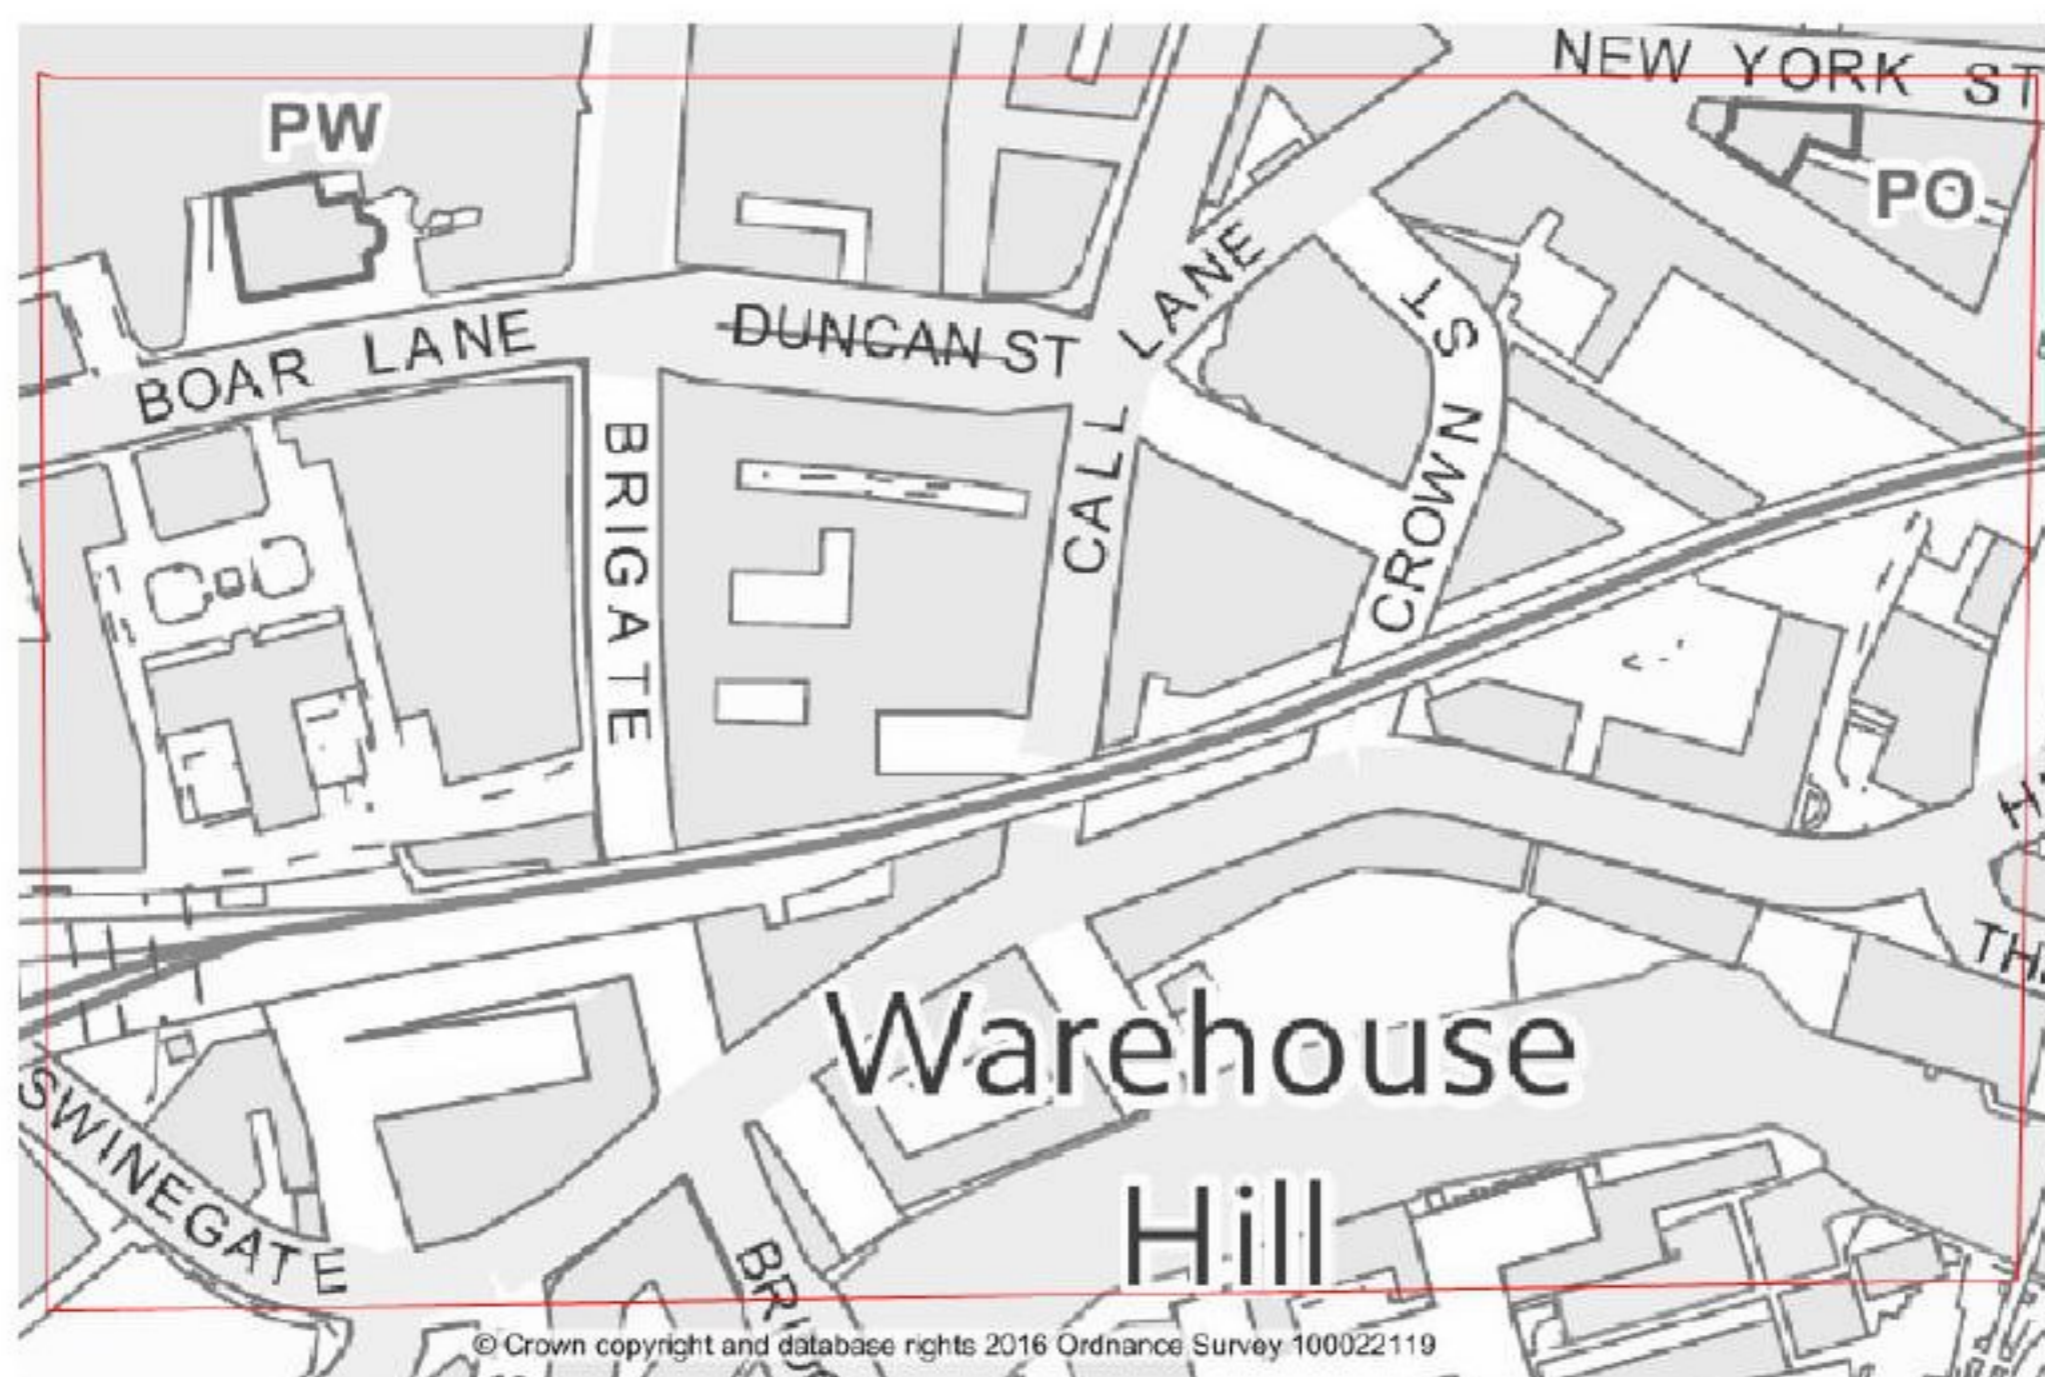 NEW YORK ST
PW
PO
BOAR LANE
DUNCAN ST
CALL LANE
CROWN ST
BRIGATE
Warehouse
Hill
SWINEGATE
© Crown copyright and database rights 2016 Ordnance Survey 100022119